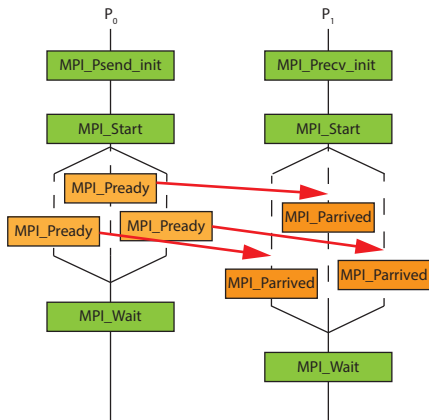 P0 P1
MPI_Psend_init MPI_Precv_init
MPI_Start MPI_Start
MPI_Pready
MPI_Parrived
MPI_Pready
MPI_Pready
MPI_Parrived
MPI_Parrived
MPI_Wait
MPI_Wait